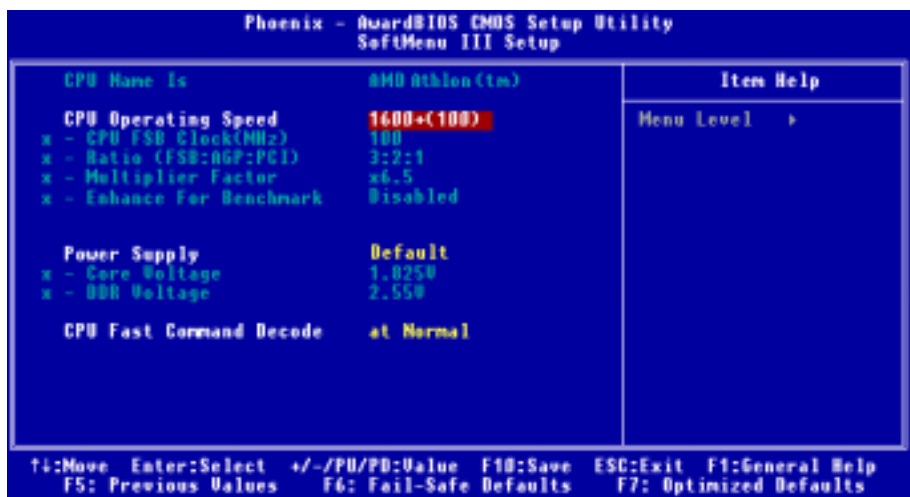 Phoenix - AwardBIOS CMOS Setup Utility
SoftMenu III Setup
CPU Name Is AMD Athlon(tm)
Item Help
CPU Operating Speed 1600+(100)
Menu Level ▸
x - CPU FSB Clock(MHz) 100
x - Ratio (FSB:AGP:PCI) 3:2:1
x - Multiplier Factor x6.5
x - Enhance For Benchmark Disabled
Power Supply Default
x - Core Voltage 1.825V
x - DDR Voltage 2.55V
CPU Fast Command Decode at Normal
↑↓:Move Enter:Select +/-/PU/PD:Value F10:Save ESC:Exit F1:General Help
F5: Previous Values F6: Fail-Safe Defaults F7: Optimized Defaults